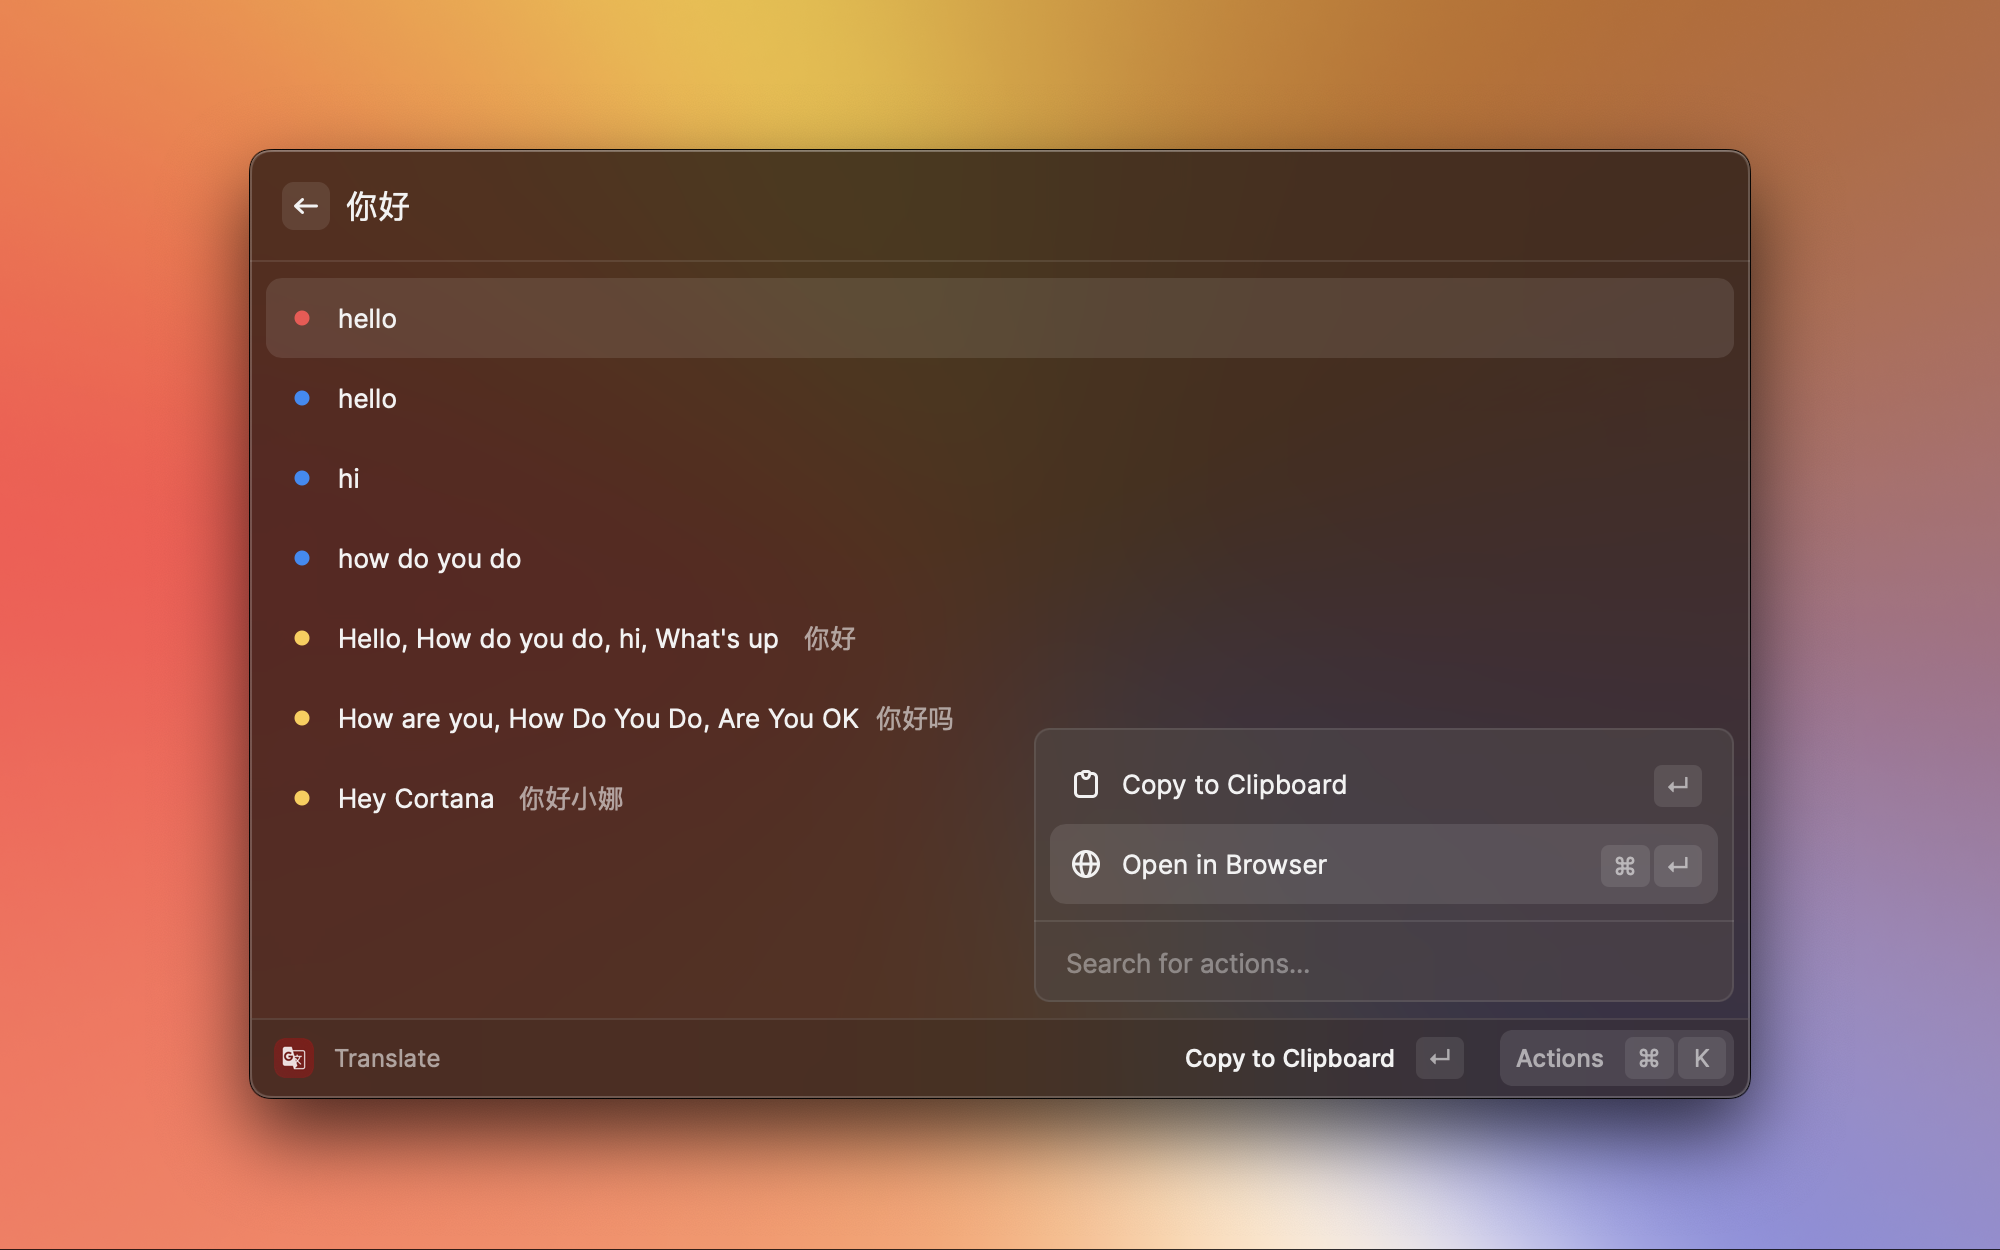 你好
hello
hello
hi
how do you do
Hello, How do you do, hi, What's up 你好
How are you, How Do You Do, Are You OK 你好吗
Hey Cortana 你好小娜
Copy to Clipboard ↵
Open in Browser ⌘ ↵
Search for actions...
Translate
Copy to Clipboard ↵ Actions ⌘ K